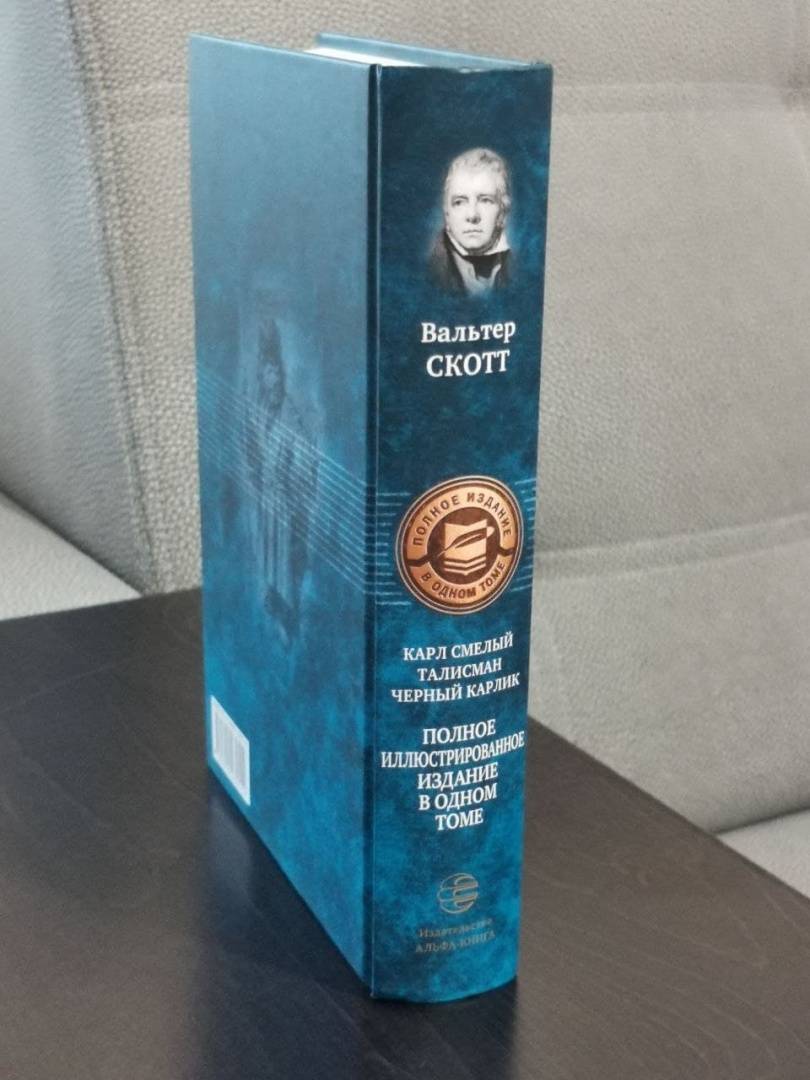 Вальтер
СКОТТ
ПОЛНОЕ ИЗДАНИЕ
В ОДНОМ ТОМЕ
КАРЛ СМЕЛЫЙ
ТАЛИСМАН
ЧЕРНЫЙ КАРЛИК
ПОЛНОЕ
ИЛЛЮСТРИРОВАННОЕ
ИЗДАНИЕ
В ОДНОМ
ТОМЕ
Издательство
АЛЬФА-КНИГА